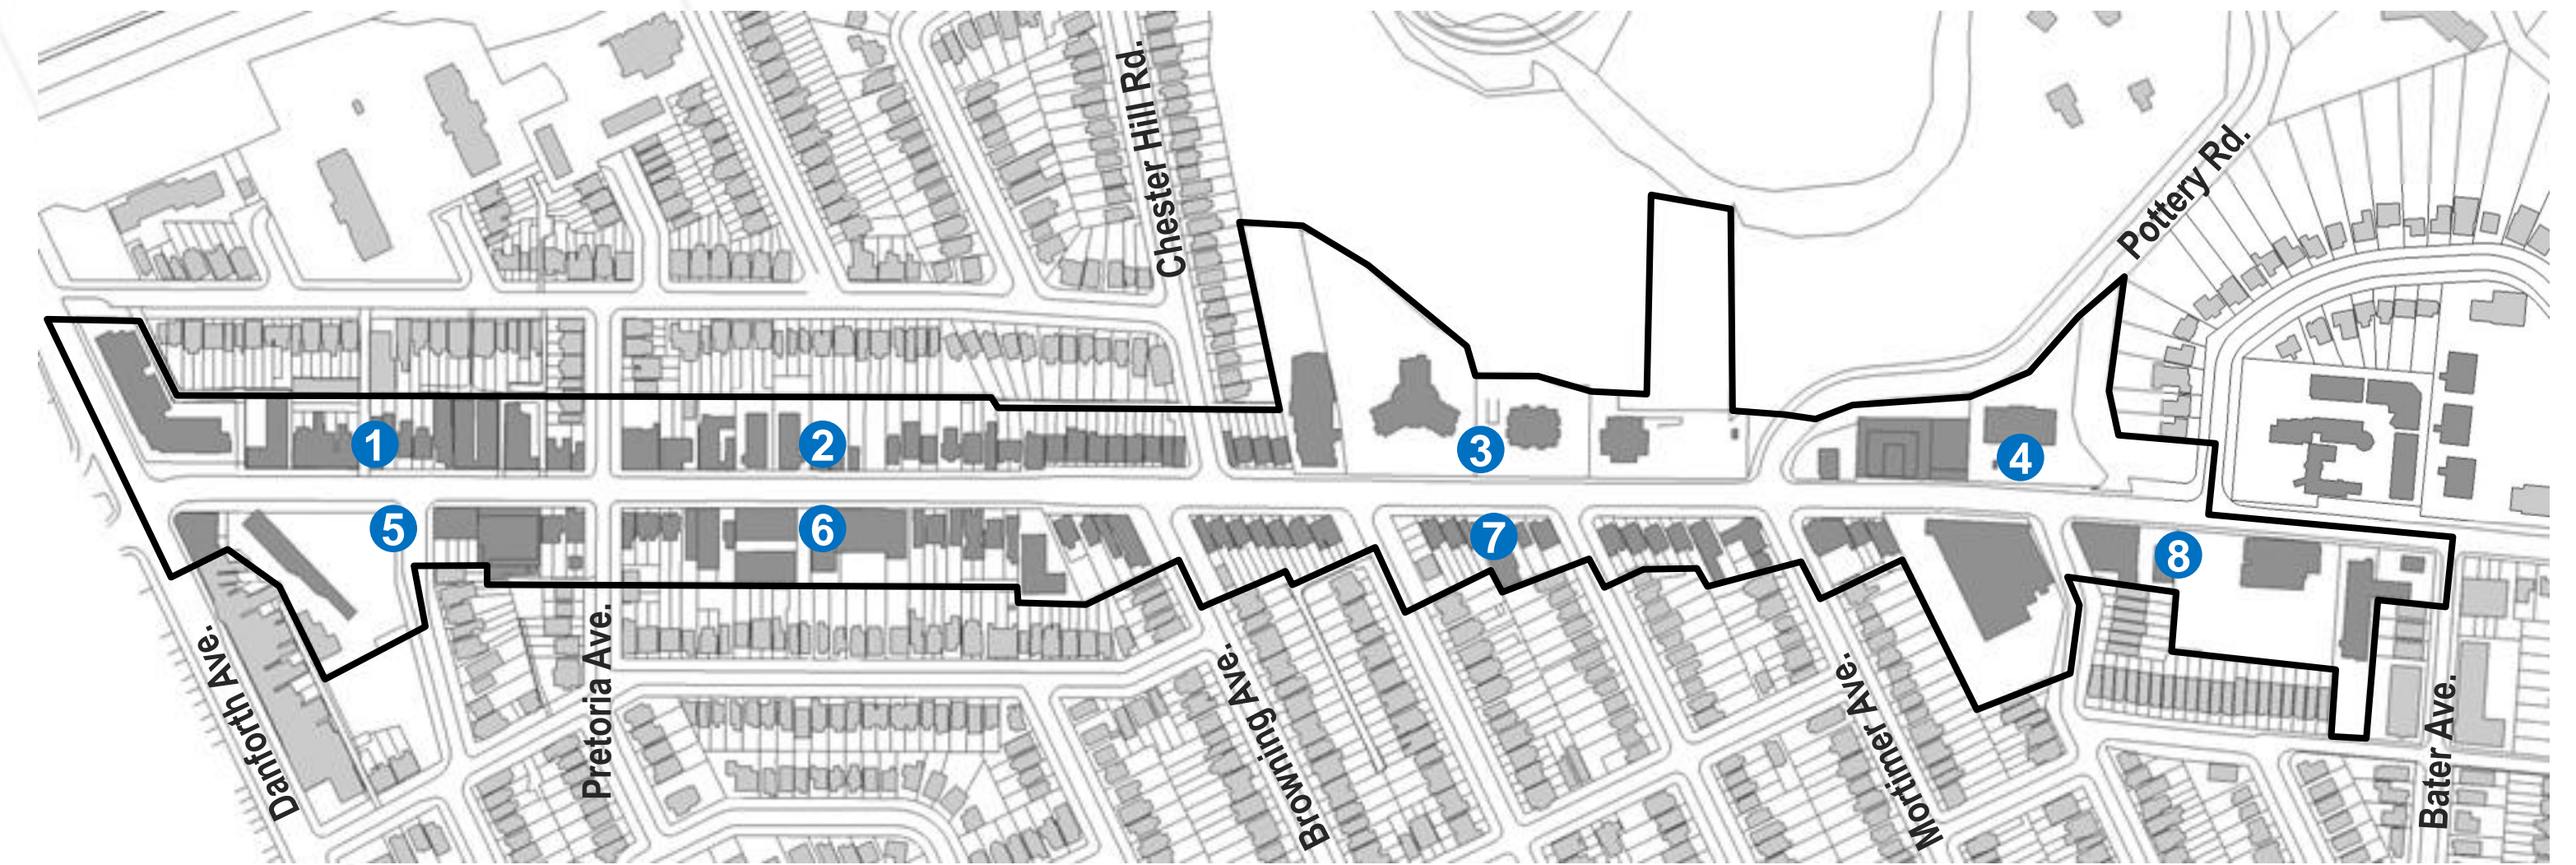 Chester Hill Rd.
Pottery Rd.
1
2
3
4
5
6
7
8
Danforth Ave.
Pretoria Ave.
Browning Ave.
Mortimer Ave.
Bater Ave.